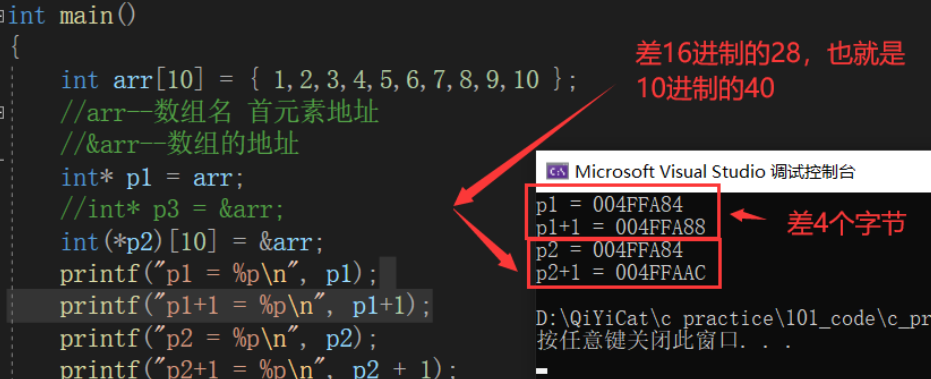 int main()
{
int arr[10] = { 1,2,3,4,5,6,7,8,9,10 };
//arr--数组名 首元素地址
//&arr--数组的地址
int* p1 = arr;
//int* p3 = &arr;
int(*p2)[10] = &arr;
printf("p1 = %p\n", p1);
printf("p1+1 = %p\n", p1+1);
printf("p2 = %p\n", p2);
printf("p2+1 = %p\n", p2 + 1);
差16进制的28，也就是
10进制的40
Microsoft Visual Studio 调试控制台
p1 = 004FFA84
p1+1 = 004FFA88
p2 = 004FFA84
p2+1 = 004FFAAC
差4个字节
D:\QiYiCat\c practice\101_code\c_pr
按任意键关闭此窗口. . .